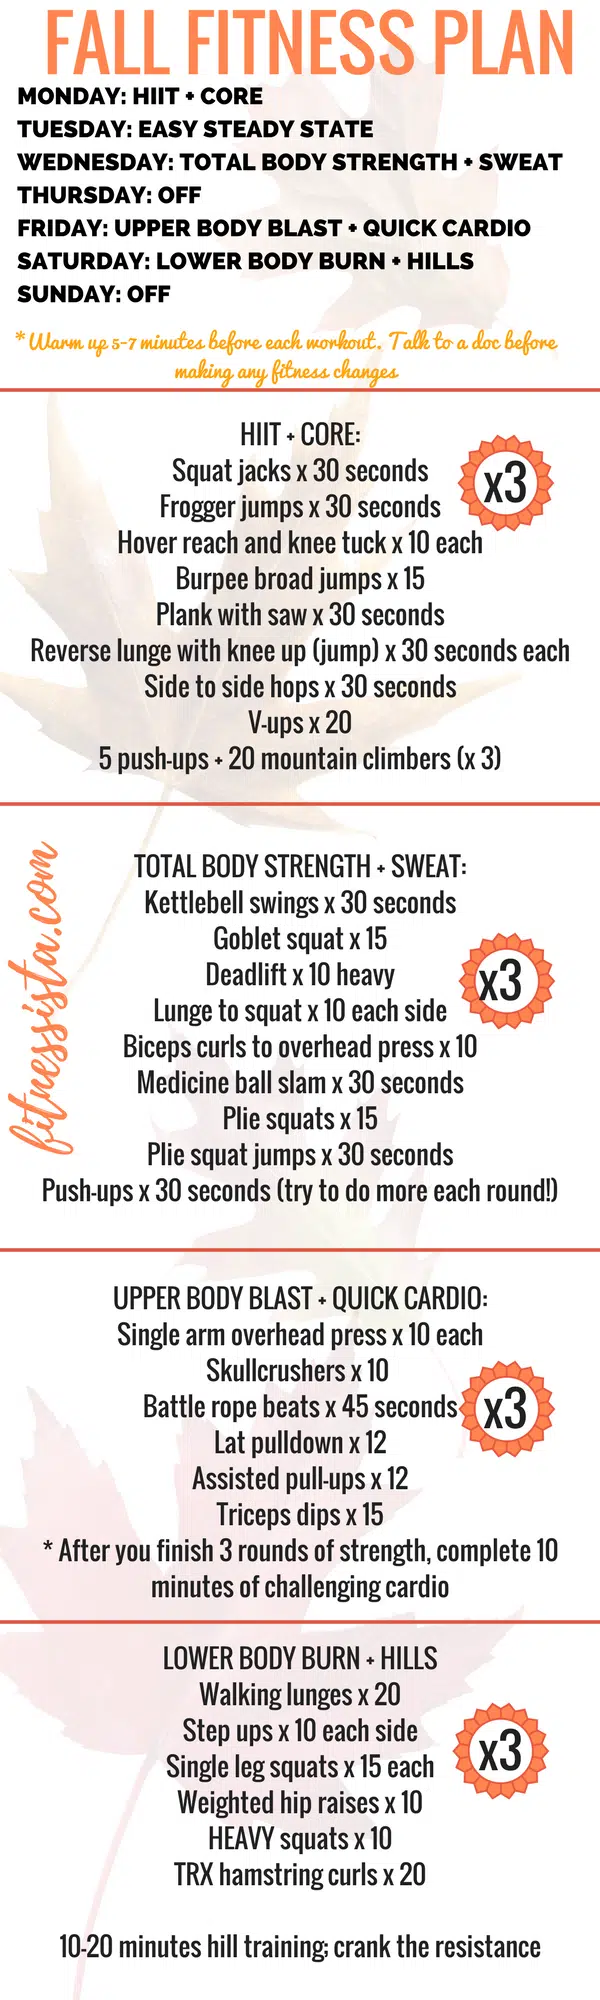 FALL FITNESS PLAN
MONDAY: HIIT + CORE
TUESDAY: EASY STEADY STATE
WEDNESDAY: TOTAL BODY STRENGTH + SWEAT
THURSDAY: OFF
FRIDAY: UPPER BODY BLAST + QUICK CARDIO
SATURDAY: LOWER BODY BURN + HILLS
SUNDAY: OFF
* Warm up 5-7 minutes before each workout. Talk to a doc before
making any fitness changes
HIIT + CORE:
Squat jacks x 30 seconds
x3
Frogger jumps x 30 seconds
Hover reach and knee tuck x 10 each
Burpee broad jumps x 15
Plank with saw x 30 seconds
Reverse lunge with knee up (jump) x 30 seconds each
Side to side hops x 30 seconds
V-ups x 20
5 push-ups + 20 mountain climbers (x 3)
fitnessista.com
TOTAL BODY STRENGTH + SWEAT:
Kettlebell swings x 30 seconds
Goblet squat x 15
Deadlift x 10 heavy
x3
Lunge to squat x 10 each side
Biceps curls to overhead press x 10
Medicine ball slam x 30 seconds
Plie squats x 15
Plie squat jumps x 30 seconds
Push-ups x 30 seconds (try to do more each round!)
UPPER BODY BLAST + QUICK CARDIO:
Single arm overhead press x 10 each
Skullcrushers x 10
Battle rope beats x 45 seconds
x3
Lat pulldown x 12
Assisted pull-ups x 12
Triceps dips x 15
* After you finish 3 rounds of strength, complete 10
minutes of challenging cardio
LOWER BODY BURN + HILLS
Walking lunges x 20
Step ups x 10 each side
x3
Single leg squats x 15 each
Weighted hip raises x 10
HEAVY squats x 10
TRX hamstring curls x 20
10-20 minutes hill training; crank the resistance